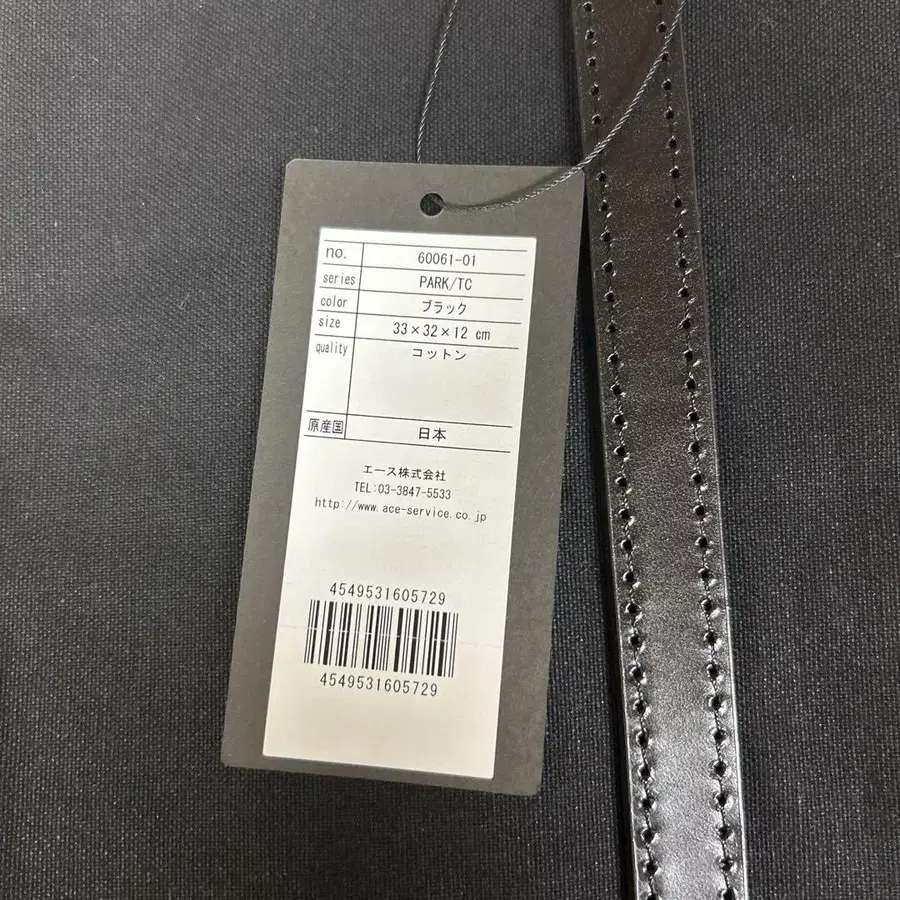 no. 60061-01
series PARK/TC
color ブラック
size 33×32×12 cm
quality コットン
原産国 日本
エース株式会社
TEL:03-3847-5533
http://www.ace-service.co.jp
4549531605729
4549531605729